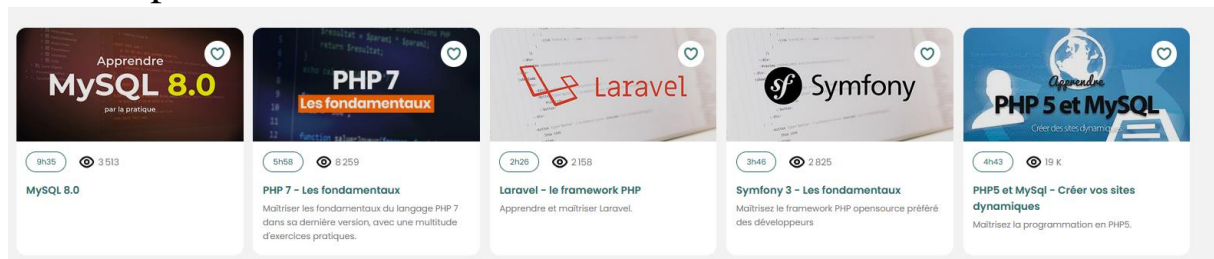 Apprendre
MySQL 8.0
par la pratique
9h35 3 513
MySQL 8.0
PHP 7
Les fondamentaux
5h58 8 259
PHP 7 - Les fondamentaux
Maîtriser les fondamentaux du langage PHP 7
dans sa dernière version, avec une multitude
d'exercices pratiques.
Laravel
2h26 2 158
Laravel - le framework PHP
Apprendre et maîtriser Laravel.
sf Symfony
3h46 2 825
Symfony 3 - Les fondamentaux
Maîtrisez le framework PHP opensource préféré
des développeurs
Apprendre
PHP 5 et MySQL
Créer des sites dynamiques
4h43 19 K
PHP5 et MySql - Créer vos sites
dynamiques
Maîtrisez la programmation en PHP5.